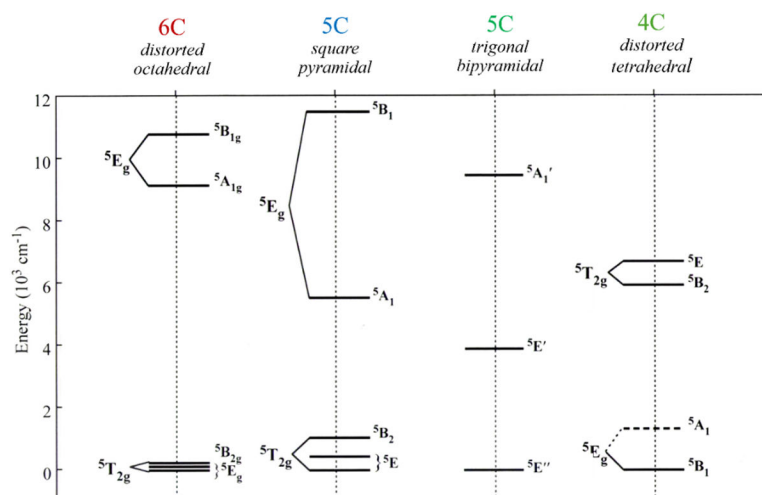 6C 5C 5C 4C
distorted square trigonal distorted
octahedral pyramidal bipyramidal tetrahedral
12
⁵B₁
⁵B₁g
10
⁵Eg
⁵A₁′
⁵A₁g
⁵Eg
8
Energy (10³ cm⁻¹)
⁵E
6
⁵T₂g
⁵B₂
⁵A₁
4
⁵E′
2
⁵A₁
⁵B₂
⁵B₂g
⁵T₂g
⁵Eg
⁵T₂g
}⁵E
⁵Eg
0
}⁵Eg
⁵E″
⁵B₁